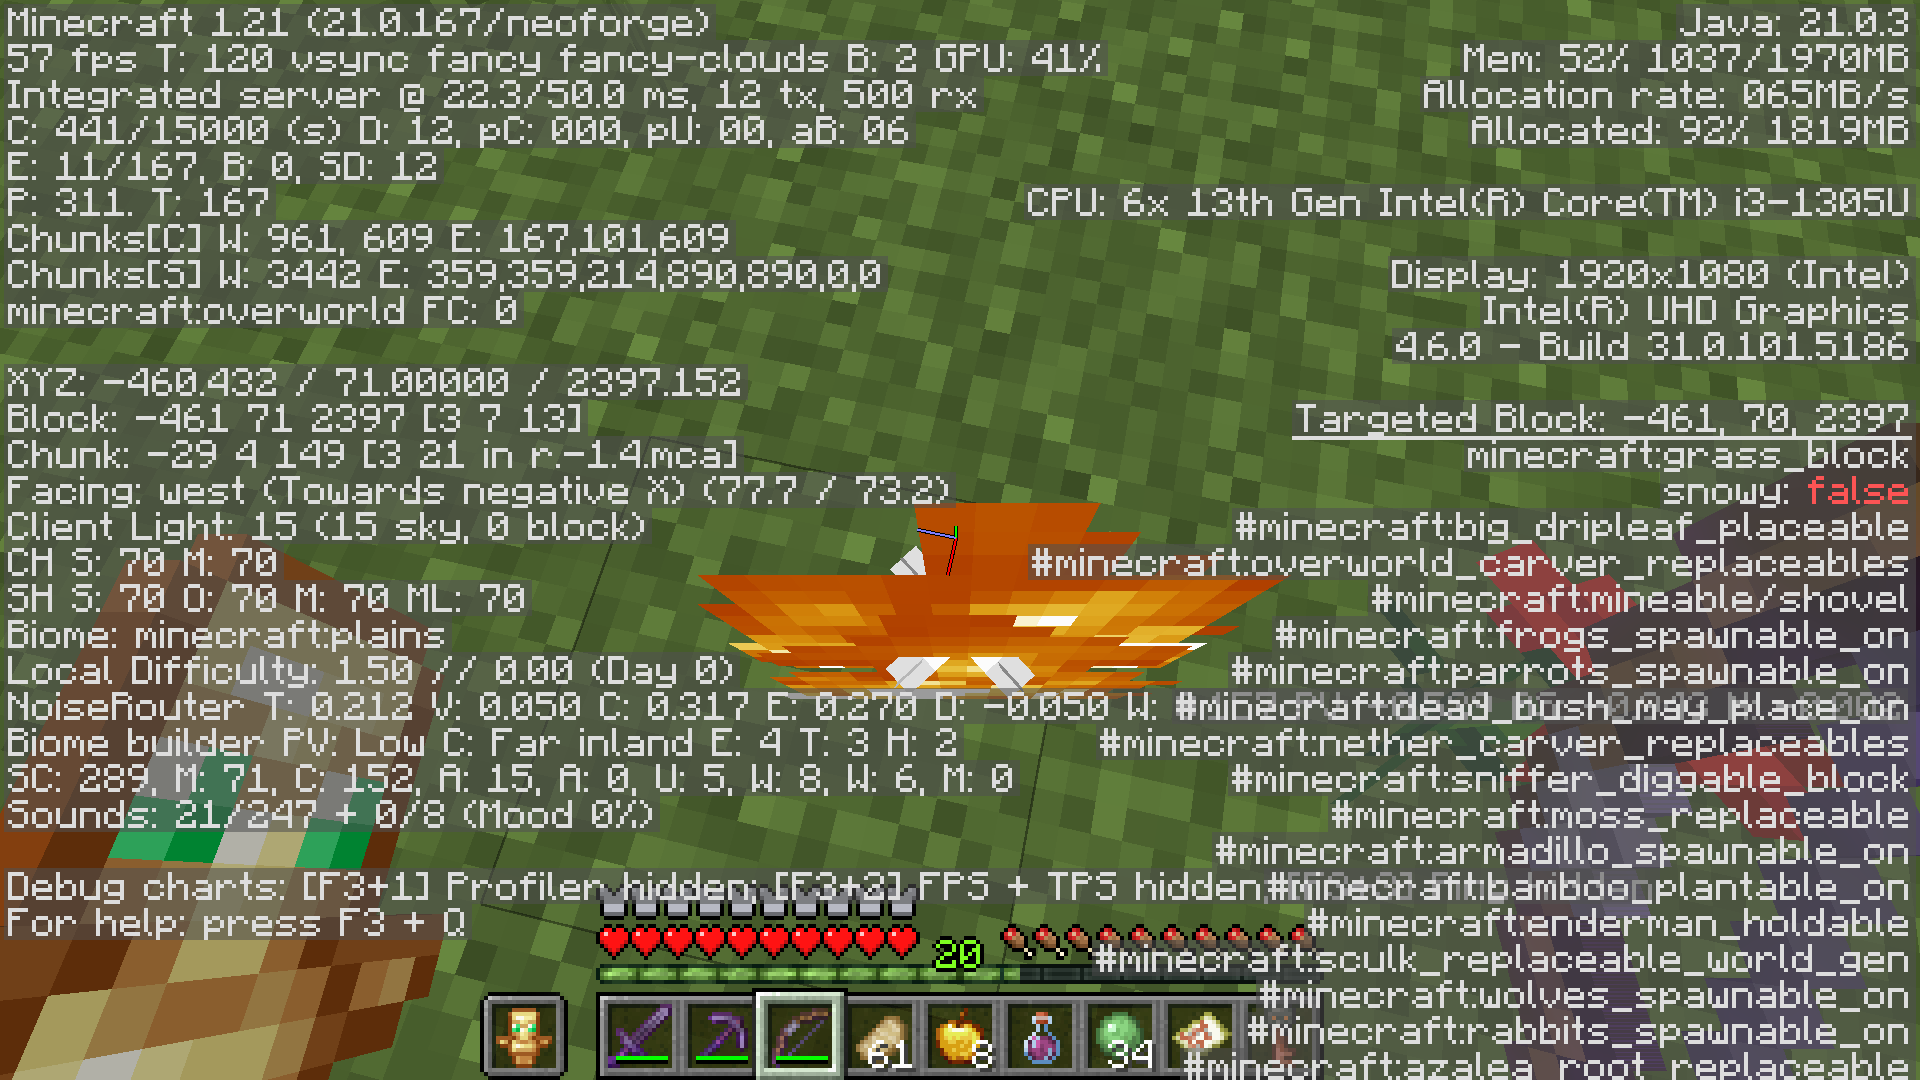 Minecraft 1.21 (21.0.167/neoforge)
57 fps T: 120 vsync fancy fancy-clouds B: 2 GPU: 41%
Integrated server @ 22.3/50.0 ms, 12 tx, 500 rx
C: 441/15000 (s) D: 12, pC: 000, pU: 00, aB: 06
E: 11/167, B: 0, SD: 12
P: 311. T: 167
Chunks[C] W: 961, 609 E: 167,101,609
Chunks[S] W: 3442 E: 359,359,214,890,890,0,0
minecraft:overworld FC: 0
XYZ: -460.432 / 71.00000 / 2397.152
Block: -461 71 2397 [3 7 13]
Chunk: -29 4 149 [3 21 in r.-1.4.mca]
Facing: west (Towards negative X) (77.7 / 73.2)
Client Light: 15 (15 sky, 0 block)
CH S: 70 M: 70
SH S: 70 O: 70 M: 70 ML: 70
Biome: minecraft:plains
Local Difficulty: 1.50 // 0.00 (Day 0)
NoiseRouter T: 0.212 V: 0.050 C: 0.317 E: 0.270 D: -0.050 W:
Biome builder PV: Low C: Far inland E: 4 T: 3 H: 2
SC: 289, M: 71, C: 152, A: 15, A: 0, U: 5, W: 8, W: 6, M: 0
Sounds: 21/247 + 0/8 (Mood 0%)
Debug charts: [F3+1] Profiler hidden; [F3+2] FPS + TPS hidden;
For help: press F3 + Q
Java: 21.0.3
Mem: 52% 1037/1970MB
Allocation rate: 065MB/s
Allocated: 92% 1819MB
CPU: 6x 13th Gen Intel(R) Core(TM) i3-1305U
Display: 1920x1080 (Intel)
Intel(R) UHD Graphics
4.6.0 - Build 31.0.101.5186
Targeted Block: -461, 70, 2397
minecraft:grass_block
snowy: false
#minecraft:big_dripleaf_placeable
#minecraft:overworld_carver_replaceables
#minecraft:mineable/shovel
#minecraft:frogs_spawnable_on
#minecraft:parrots_spawnable_on
#minecraft:dead_bush_may_place_on
#minecraft:nether_carver_replaceables
#minecraft:sniffer_diggable_block
#minecraft:moss_replaceable
#minecraft:armadillo_spawnable_on
#minecraft:bamboo_plantable_on
#minecraft:enderman_holdable
#minecraft:sculk_replaceable_world_gen
#minecraft:wolves_spawnable_on
#minecraft:rabbits_spawnable_on
#minecraft:azalea_root_replaceable
20
61
8
34